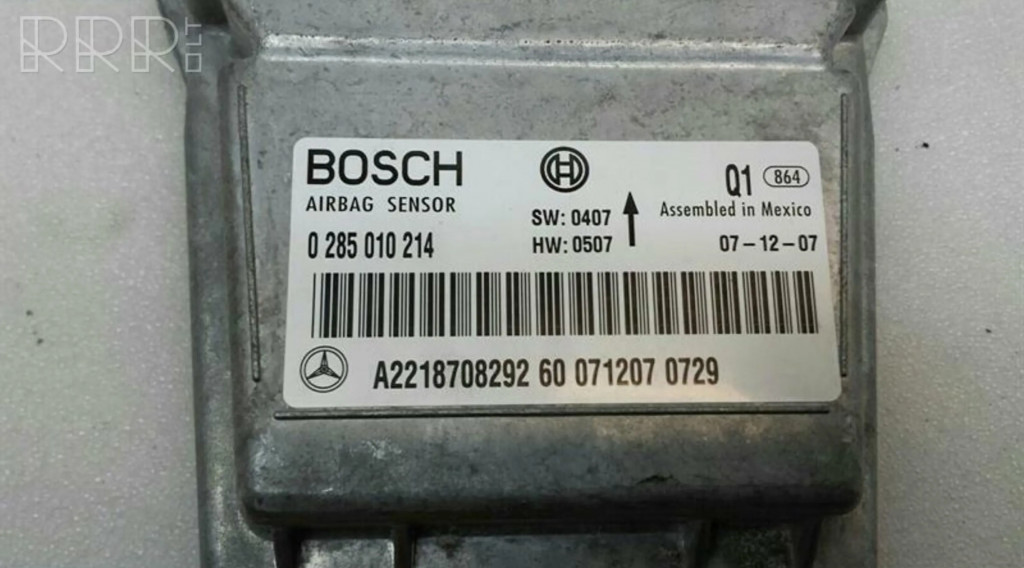 RRR.LT
BOSCH
Q1 864
AIRBAG SENSOR
SW: 0407
Assembled in Mexico
0 285 010 214
HW: 0507
07-12-07
A2218708292 60 071207 0729